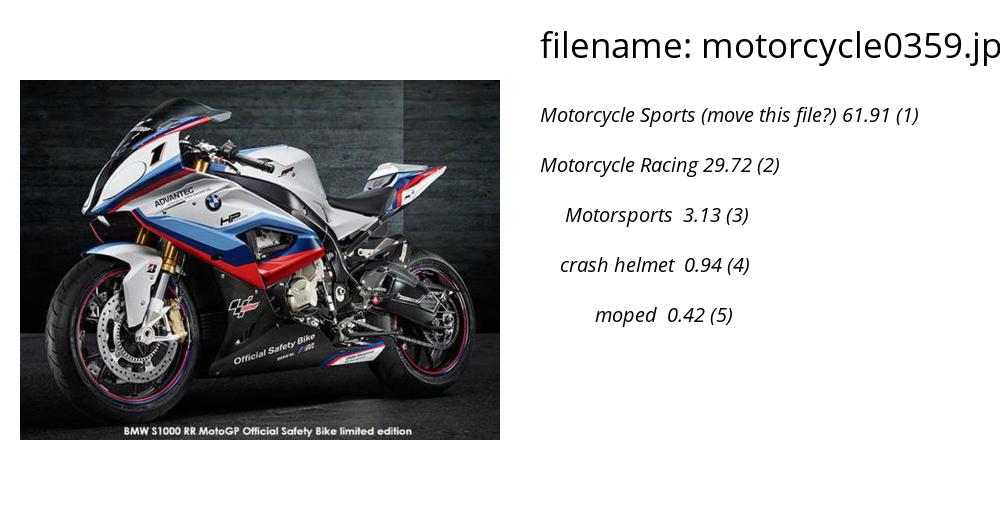 filename: motorcycle0359.jp
Motorcycle Sports (move this file?) 61.91 (1)
Motorcycle Racing 29.72 (2)
Motorsports 3.13 (3)
crash helmet 0.94 (4)
moped 0.42 (5)
1
ADVANTEC
HP
Official Safety Bike
BMW S1000 RR MotoGP Official Safety Bike limited edition